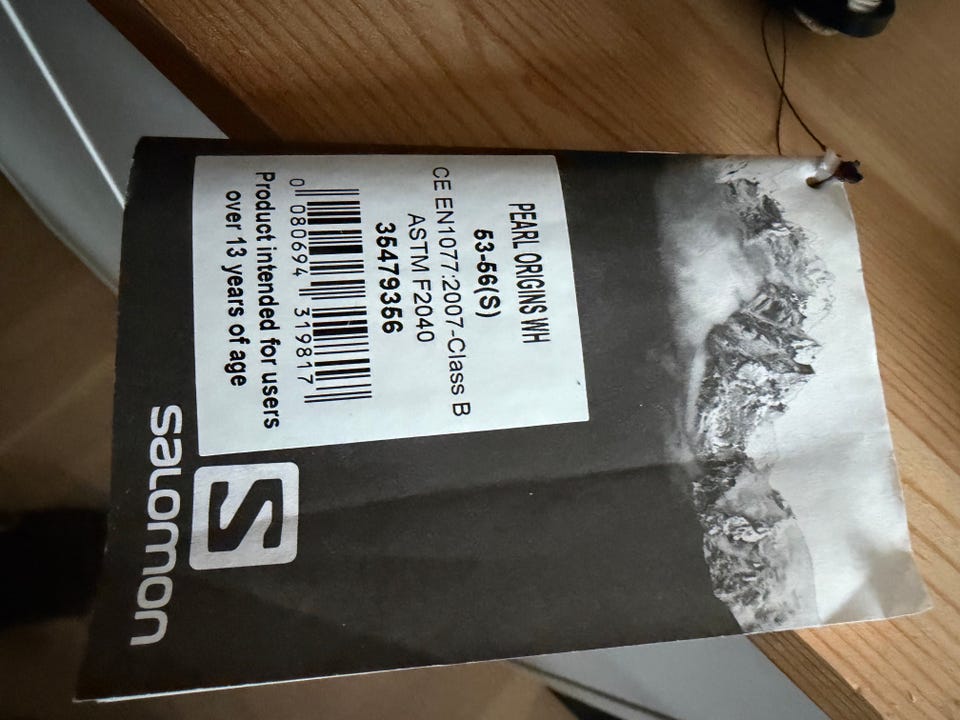 PEARL ORIGINS WH
53-56(S)
CE EN1077:2007-Class B
ASTM F2040
35479356
0 080694 319817
Product intended for users
over 13 years of age
S
salomon